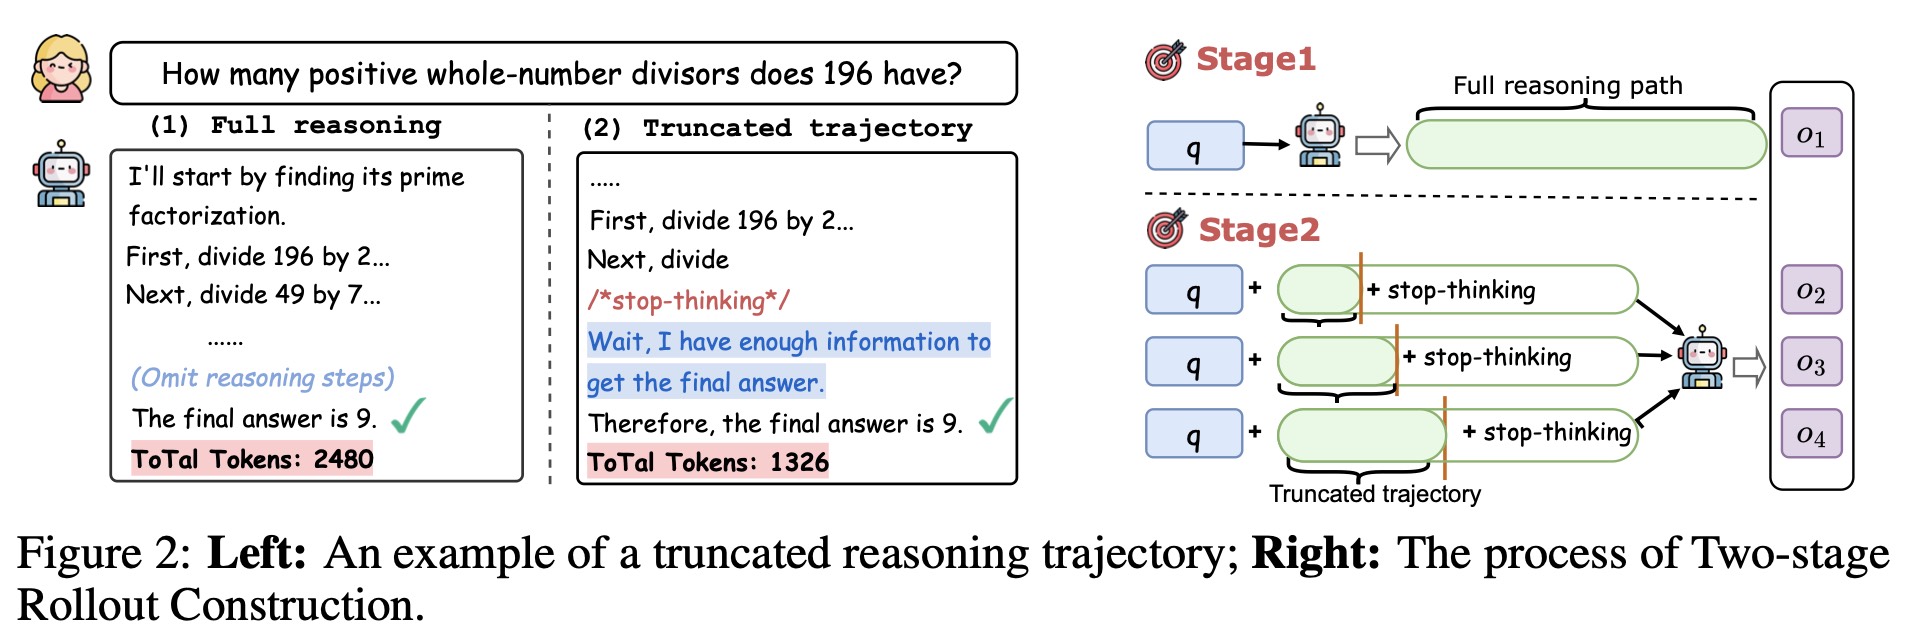 How many positive whole-number divisors does 196 have?
(1) Full reasoning
I'll start by finding its prime
factorization.
First, divide 196 by 2...
Next, divide 49 by 7...
......
(Omit reasoning steps)
The final answer is 9.
ToTal Tokens: 2480
(2) Truncated trajectory
.....
First, divide 196 by 2...
Next, divide
/*stop-thinking*/
Wait, I have enough information to
get the final answer.
Therefore, the final answer is 9.
ToTal Tokens: 1326
Stage1
Full reasoning path
q
o1
Stage2
q + + stop-thinking
o2
q + + stop-thinking
o3
q + + stop-thinking
o4
Truncated trajectory
Figure 2: Left: An example of a truncated reasoning trajectory; Right: The process of Two-stage
Rollout Construction.